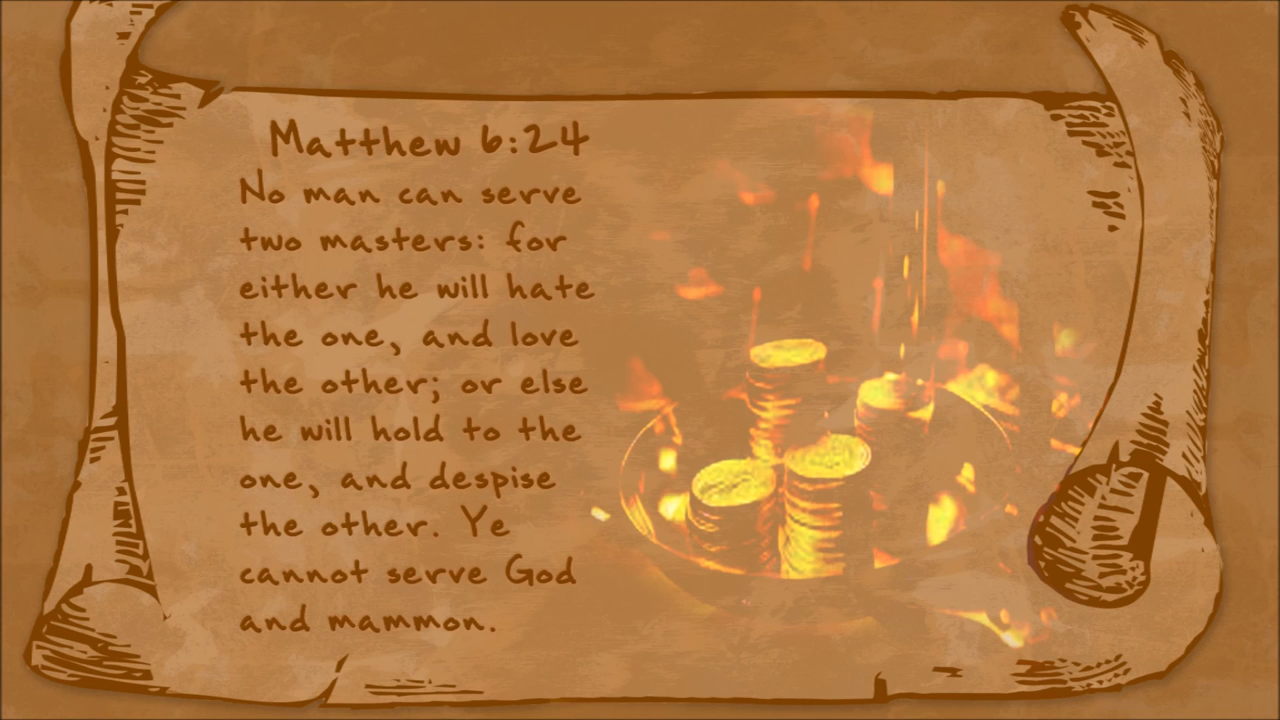 Matthew 6:24
No man can serve
two masters: for
either he will hate
the one, and love
the other; or else
he will hold to the
one, and despise
the other. Ye
cannot serve God
and mammon.